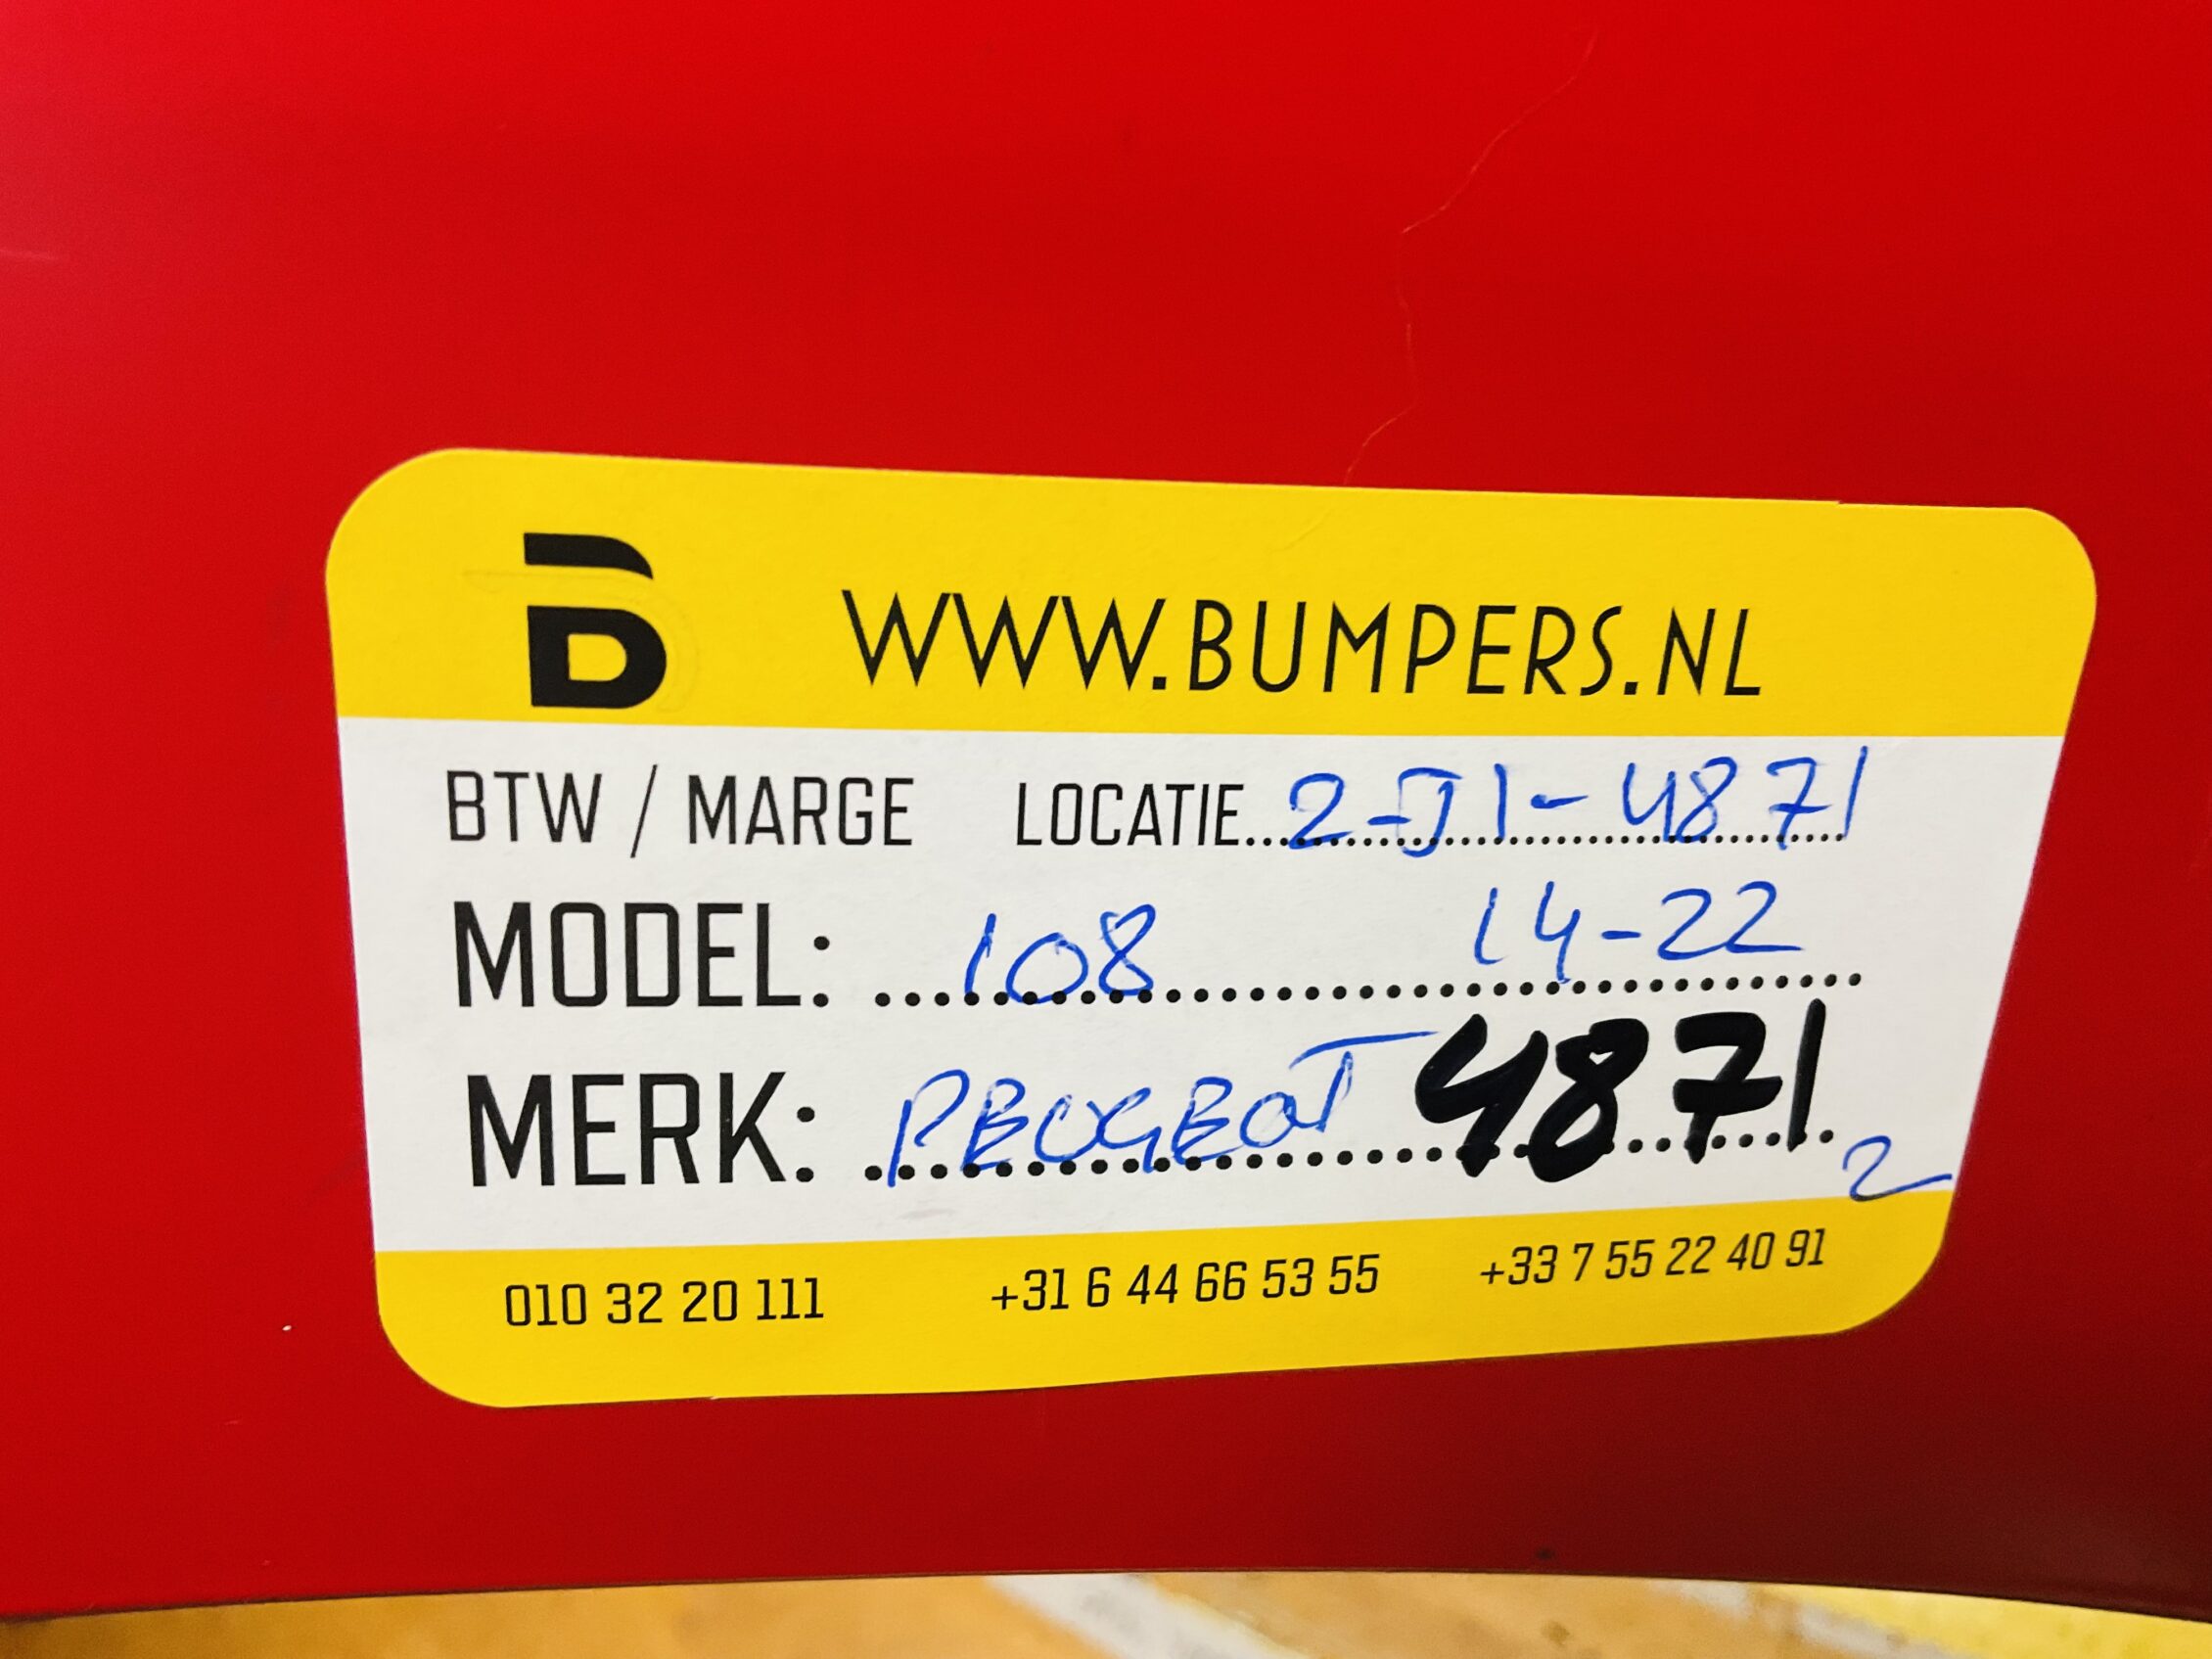 B WWW.BUMPERS.NL
BTW / MARGE LOCATIE 2-J1-4871
MODEL: 108 14-22
MERK: PEUGEOT 4871 2
010 32 20 111 +31 6 44 66 53 55 +33 7 55 22 40 91